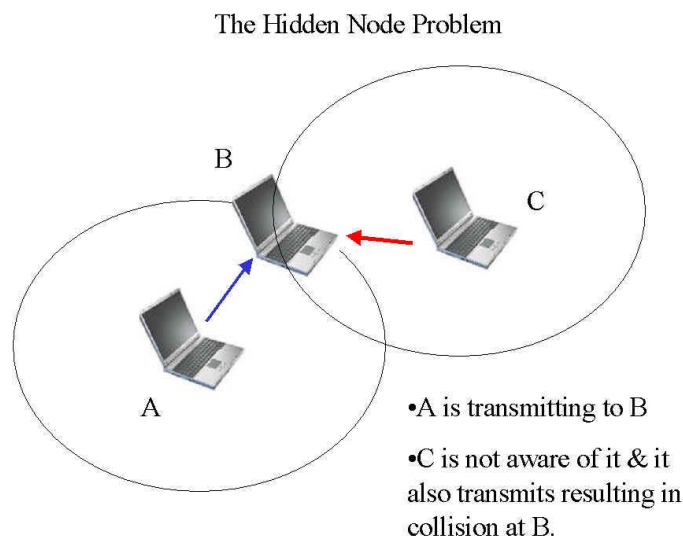 The Hidden Node Problem
B
C
A
•A is transmitting to B
•C is not aware of it & it
also transmits resulting in
collision at B.